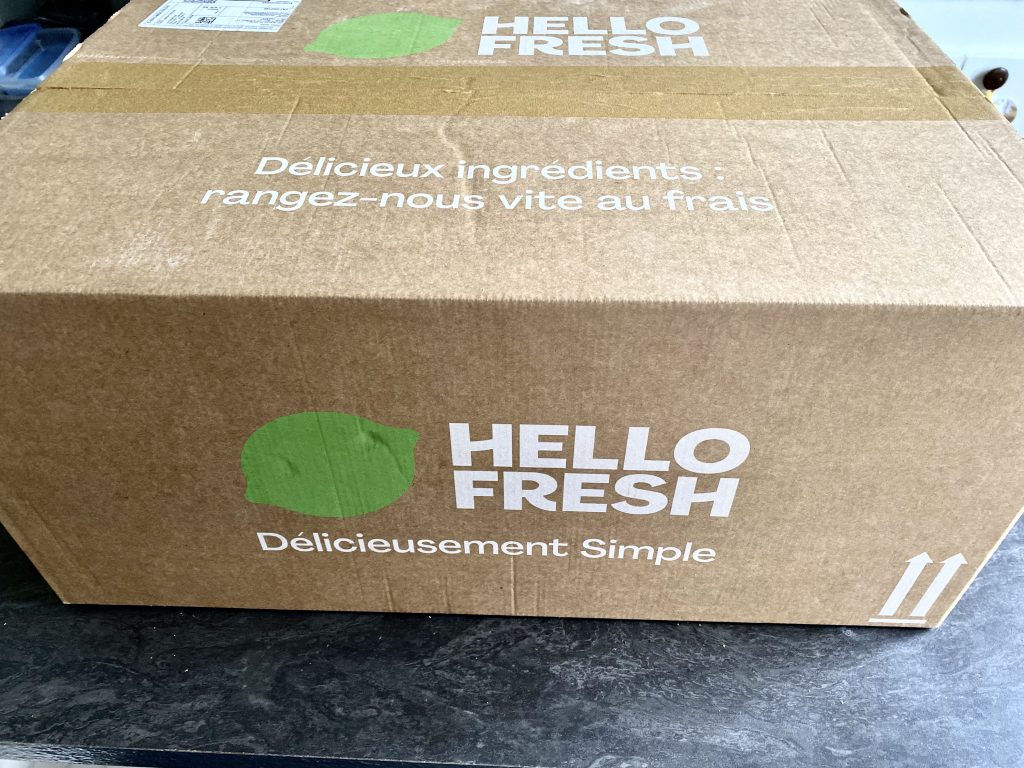 HELLO
FRESH
Délicieux ingrédients :
rangez-nous vite au frais
HELLO
FRESH
Délicieusement Simple